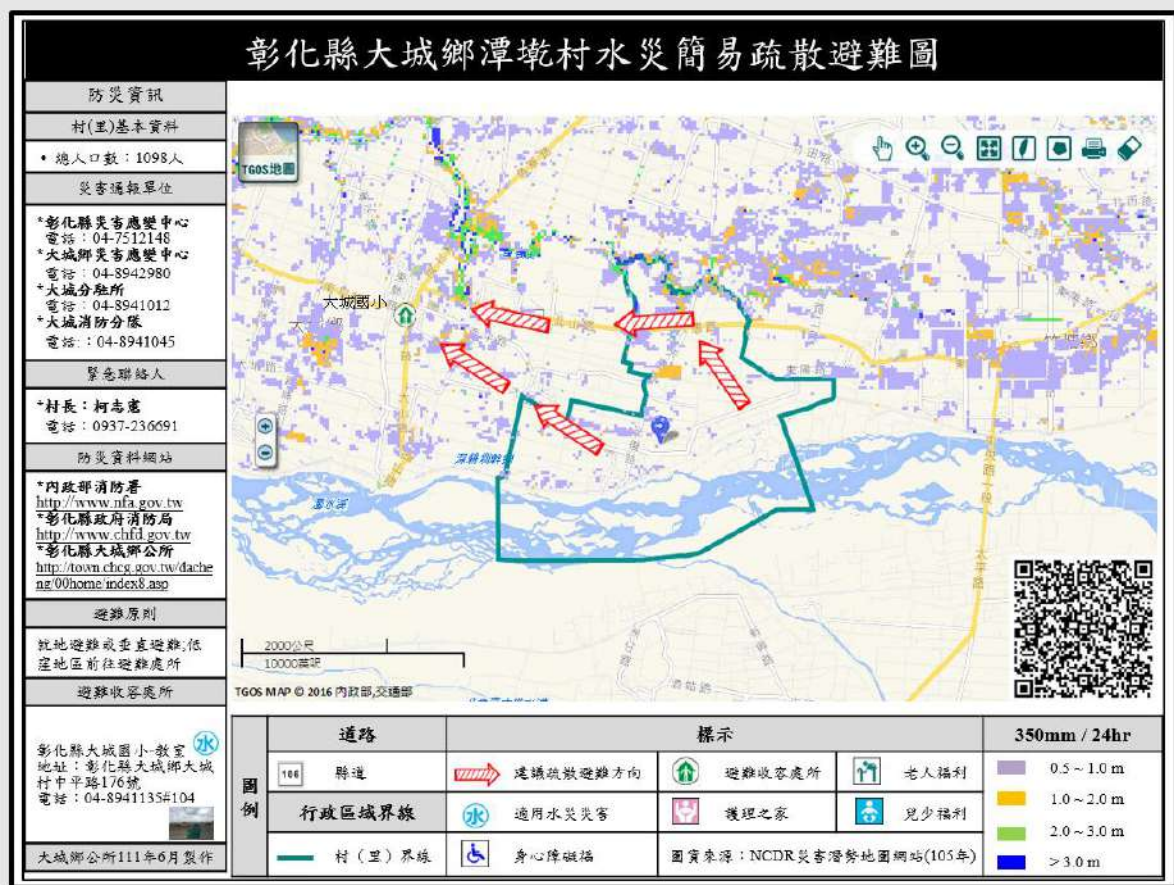 彰化縣大城鄉潭墘村水災簡易疏散避難圖
防災資訊
村(里)基本資料
• 總人口數：1098人
災害通報單位
*彰化縣災害應變中心
電話：04-7512148
*大城鄉災害應變中心
電話：04-8942980
*大城分駐所
電話：04-8941012
*大城消防分隊
電話：：04-8941045
緊急聯絡人
*村長：柯志憲
電話：0937-236691
防災資料網站
*內政部消防署
http://www.nfa.gov.tw
*彰化縣政府消防局
http://www.chfd.gov.tw
*彰化縣大城鄉公所
http://town.chcg.gov.tw/dache
ng/00home/index8.asp
避難原則
就地避難或垂直避難;低
窪地區前往避難處所
避難收容處所
水
彰化縣大城國小-教室
地址：彰化縣大城鄉大城
村中平路176號
電話：04-8941135#104
大城鄉公所111年6月製作
TGOS地圖
大城國小
東陽路
濁水溪
竹塘鄉
2000公尺
10000英呎
TGOS MAP © 2016 內政部,交通部
圖例
道路
106 縣道
行政區域界線
村（里）界線
標示
建議疏散避難方向
避難收容處所
老人福利
水 適用水災災害
護理之家
兒少福利
身心障礙福
圖資來源：NCDR災害潛勢地圖網站(105年)
350mm / 24hr
0.5 ~ 1.0 m
1.0 ~ 2.0 m
2.0 ~ 3.0 m
> 3.0 m